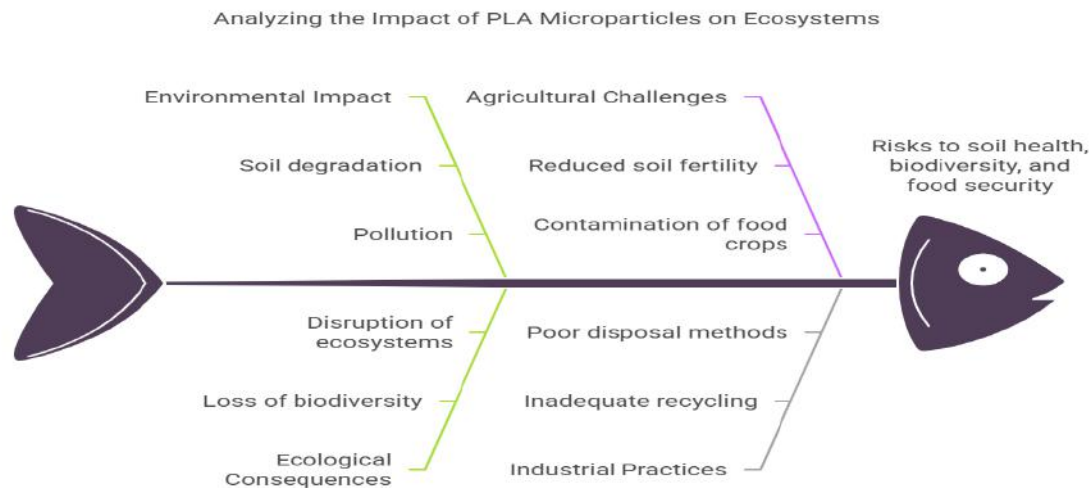 Analyzing the Impact of PLA Microparticles on Ecosystems
Environmental Impact
Soil degradation
Pollution
Agricultural Challenges
Reduced soil fertility
Contamination of food
crops
Risks to soil health,
biodiversity, and
food security
Disruption of
ecosystems
Loss of biodiversity
Ecological
Consequences
Poor disposal methods
Inadequate recycling
Industrial Practices